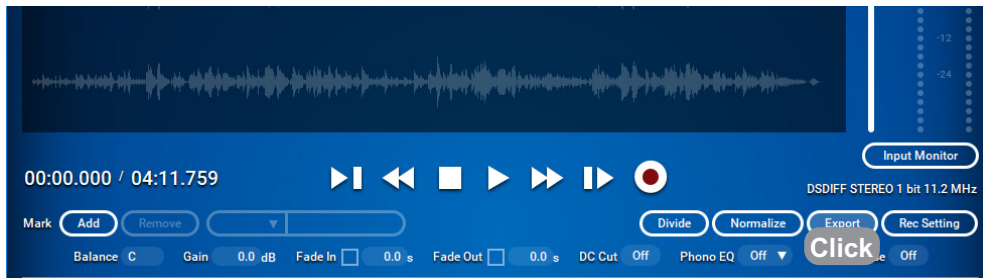 -12
-24
Input Monitor
00:00.000 / 04:11.759
DSDIFF STEREO 1 bit 11.2 MHz
Mark Add Remove Divide Normalize Export Rec Setting
Balance C Gain 0.0 dB Fade In 0.0 s Fade Out 0.0 s DC Cut Off Phono EQ Off Click Off